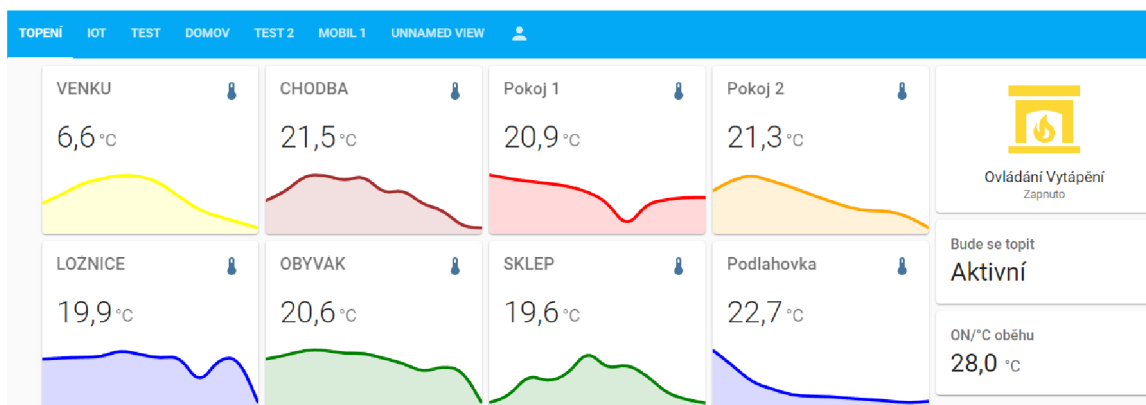 TOPENÍ IOT TEST DOMOV TEST 2 MOBIL 1 UNNAMED VIEW
VENKU
6,6 °C
CHODBA
21,5 °C
Pokoj 1
20,9 °C
Pokoj 2
21,3 °C
Ovládání Vytápění
Zapnuto
LOZNICE
19,9 °C
OBYVAK
20,6 °C
SKLEP
19,6 °C
Podlahovka
22,7 °C
Bude se topit
Aktivní
ON/°C oběhu
28,0 °C